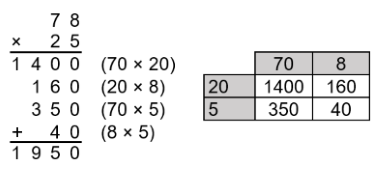 7 8
× 2 5
1 4 0 0 (70 × 20)
1 6 0 (20 × 8)
3 5 0 (70 × 5)
+ 4 0 (8 × 5)
1 9 5 0
70 8
20 1400 160
5 350 40